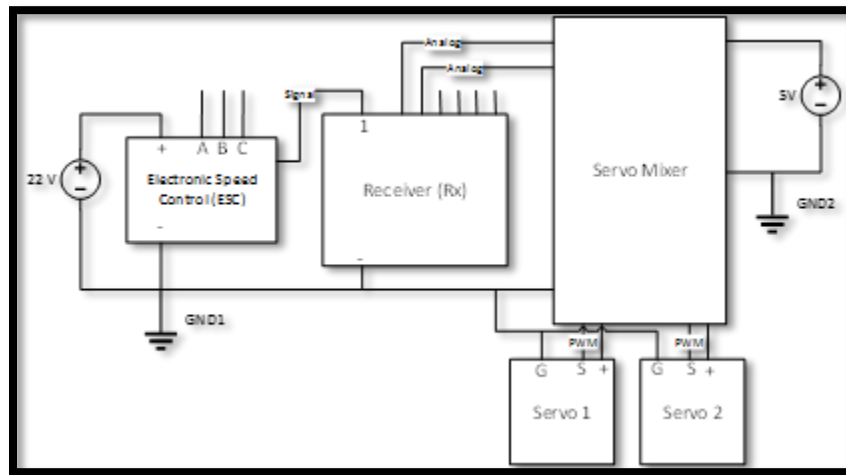 Analog
Analog
Signal
5V
+
-
1
+ A B C
Electronic Speed
Control (ESC)
-
22 V
+
-
Receiver (Rx)
-
Servo Mixer
GND2
GND1
PWM
PWM
G S +
G S +
Servo 1
Servo 2